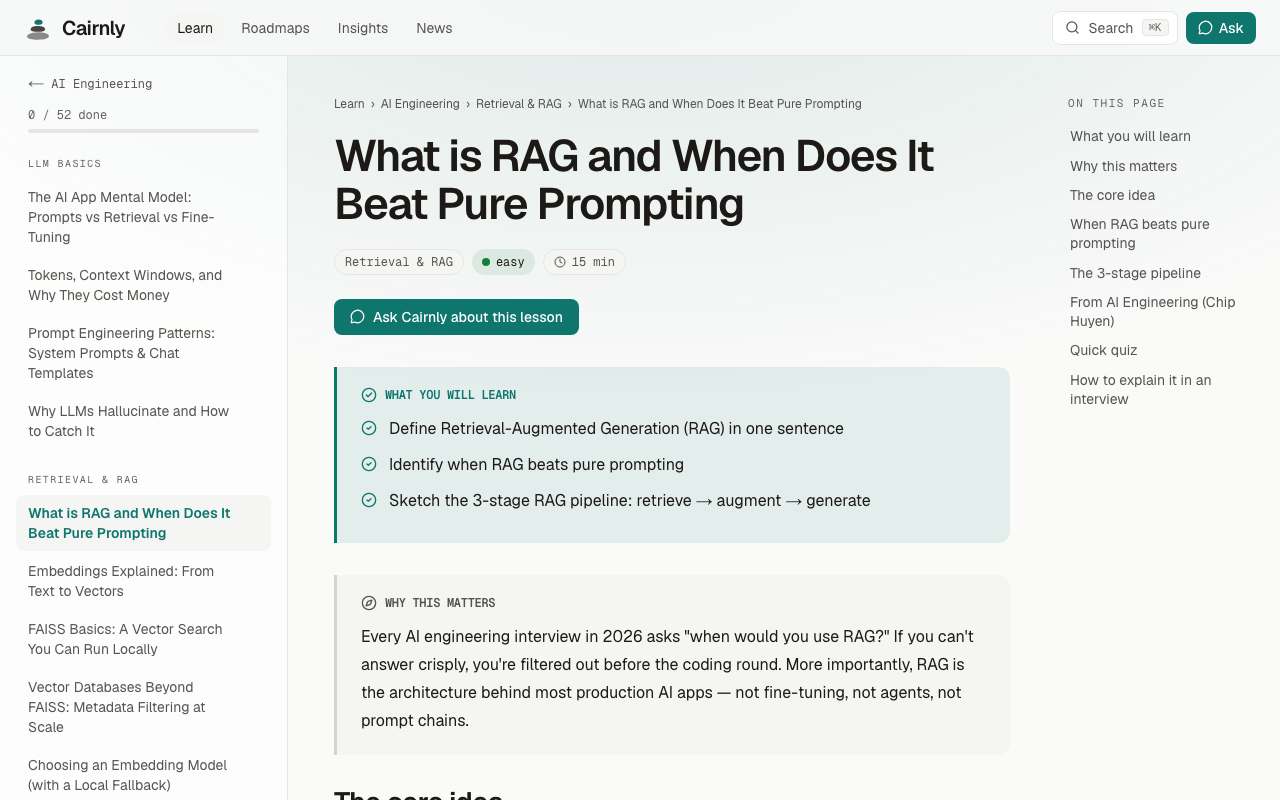 Cairnly
Learn
Roadmaps
Insights
News
Search ⌘K
Ask
← AI Engineering
0 / 52 done
LLM BASICS
The AI App Mental Model:
Prompts vs Retrieval vs Fine-
Tuning
Tokens, Context Windows, and
Why They Cost Money
Prompt Engineering Patterns:
System Prompts & Chat
Templates
Why LLMs Hallucinate and How
to Catch It
RETRIEVAL & RAG
What is RAG and When Does It
Beat Pure Prompting
Embeddings Explained: From
Text to Vectors
FAISS Basics: A Vector Search
You Can Run Locally
Vector Databases Beyond
FAISS: Metadata Filtering at
Scale
Choosing an Embedding Model
(with a Local Fallback)
Learn › AI Engineering › Retrieval & RAG › What is RAG and When Does It Beat Pure Prompting
What is RAG and When Does It
Beat Pure Prompting
Retrieval & RAG
easy
15 min
Ask Cairnly about this lesson
WHAT YOU WILL LEARN
Define Retrieval-Augmented Generation (RAG) in one sentence
Identify when RAG beats pure prompting
Sketch the 3-stage RAG pipeline: retrieve → augment → generate
WHY THIS MATTERS
Every AI engineering interview in 2026 asks "when would you use RAG?" If you can't
answer crisply, you're filtered out before the coding round. More importantly, RAG is
the architecture behind most production AI apps — not fine-tuning, not agents, not
prompt chains.
The core idea
ON THIS PAGE
What you will learn
Why this matters
The core idea
When RAG beats pure
prompting
The 3-stage pipeline
From AI Engineering (Chip
Huyen)
Quick quiz
How to explain it in an
interview